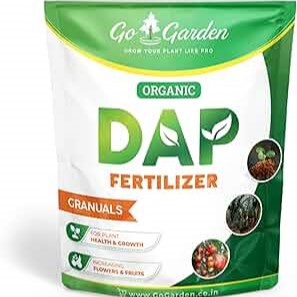 Go Garden
GROW YOUR PLANT LIFE PRO
ORGANIC
DAP
FERTILIZER
GRANUALS
FOR PLANT
HEALTH & GROWTH
INCREASING
FLOWERS & FRUITS
www.GoGarden.co.in